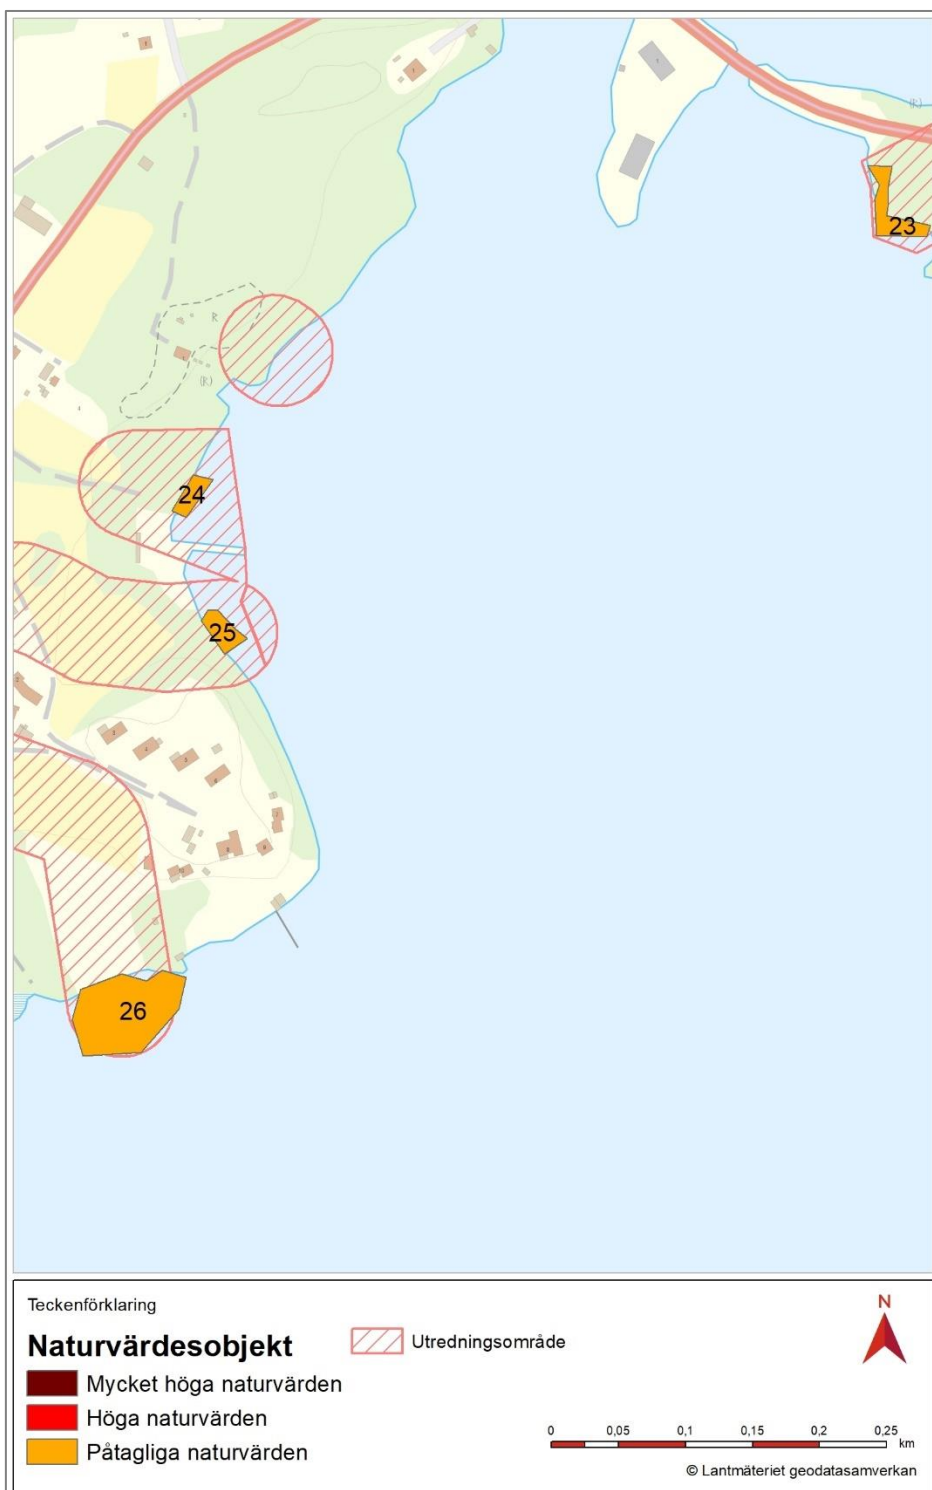 R
(R)
(R)
23
24
25
26
Teckenförklaring
Naturvärdesobjekt
Utredningsområde
Mycket höga naturvärden
Höga naturvärden
Påtagliga naturvärden
N
0 0,05 0,1 0,15 0,2 0,25
km
© Lantmäteriet geodatasamverkan